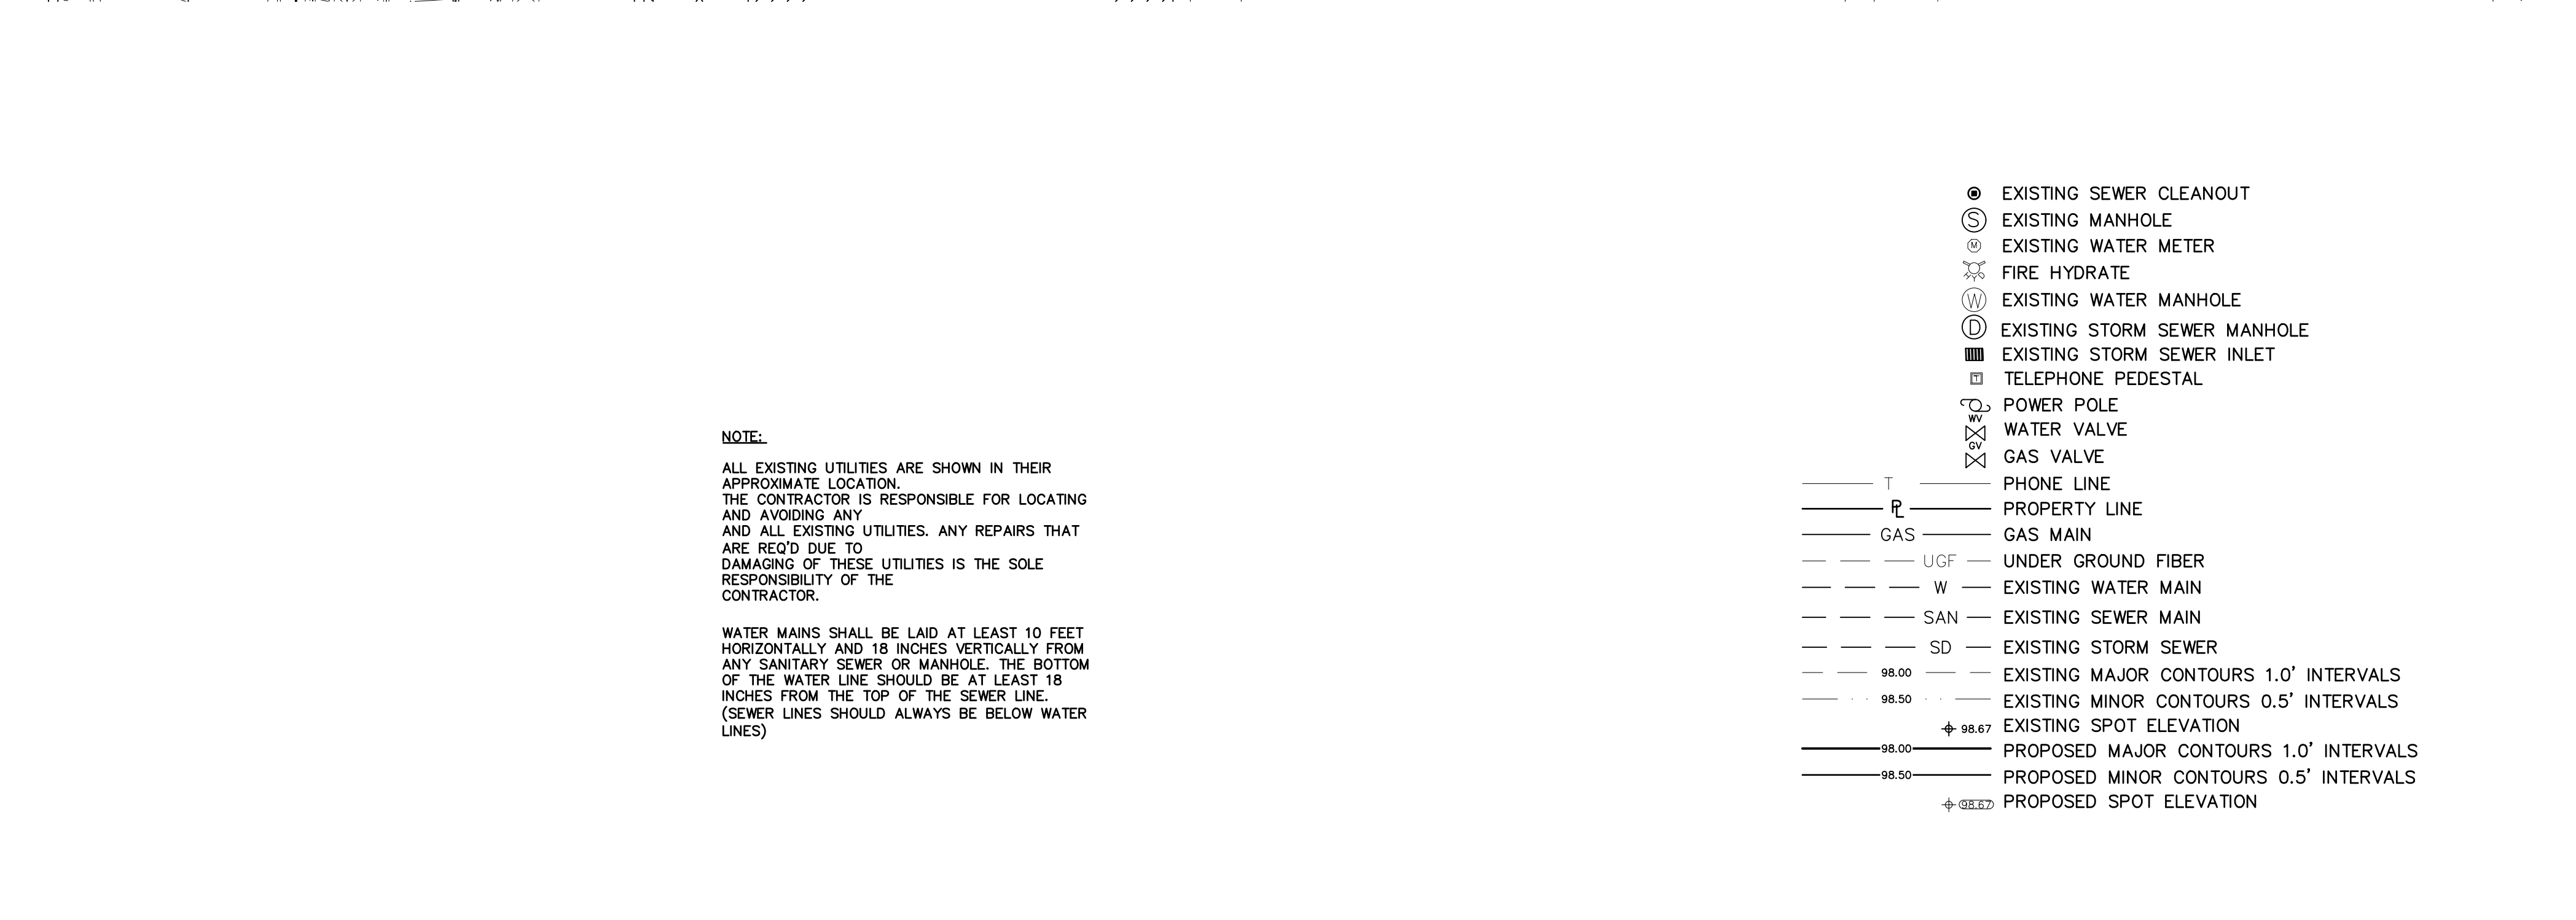 NOTE:
ALL EXISTING UTILITIES ARE SHOWN IN THEIR
APPROXIMATE LOCATION.
THE CONTRACTOR IS RESPONSIBLE FOR LOCATING
AND AVOIDING ANY
AND ALL EXISTING UTILITIES. ANY REPAIRS THAT
ARE REQ'D DUE TO
DAMAGING OF THESE UTILITIES IS THE SOLE
RESPONSIBILITY OF THE
CONTRACTOR.
WATER MAINS SHALL BE LAID AT LEAST 10 FEET
HORIZONTALLY AND 18 INCHES VERTICALLY FROM
ANY SANITARY SEWER OR MANHOLE. THE BOTTOM
OF THE WATER LINE SHOULD BE AT LEAST 18
INCHES FROM THE TOP OF THE SEWER LINE.
(SEWER LINES SHOULD ALWAYS BE BELOW WATER
LINES)
EXISTING SEWER CLEANOUT
S EXISTING MANHOLE
M EXISTING WATER METER
FIRE HYDRATE
W EXISTING WATER MANHOLE
D EXISTING STORM SEWER MANHOLE
EXISTING STORM SEWER INLET
T TELEPHONE PEDESTAL
POWER POLE
WV WATER VALVE
GV GAS VALVE
T PHONE LINE
PL PROPERTY LINE
GAS GAS MAIN
UGF UNDER GROUND FIBER
W EXISTING WATER MAIN
SAN EXISTING SEWER MAIN
SD EXISTING STORM SEWER
98.00 EXISTING MAJOR CONTOURS 1.0' INTERVALS
98.50 EXISTING MINOR CONTOURS 0.5' INTERVALS
98.67 EXISTING SPOT ELEVATION
98.00 PROPOSED MAJOR CONTOURS 1.0' INTERVALS
98.50 PROPOSED MINOR CONTOURS 0.5' INTERVALS
98.67 PROPOSED SPOT ELEVATION